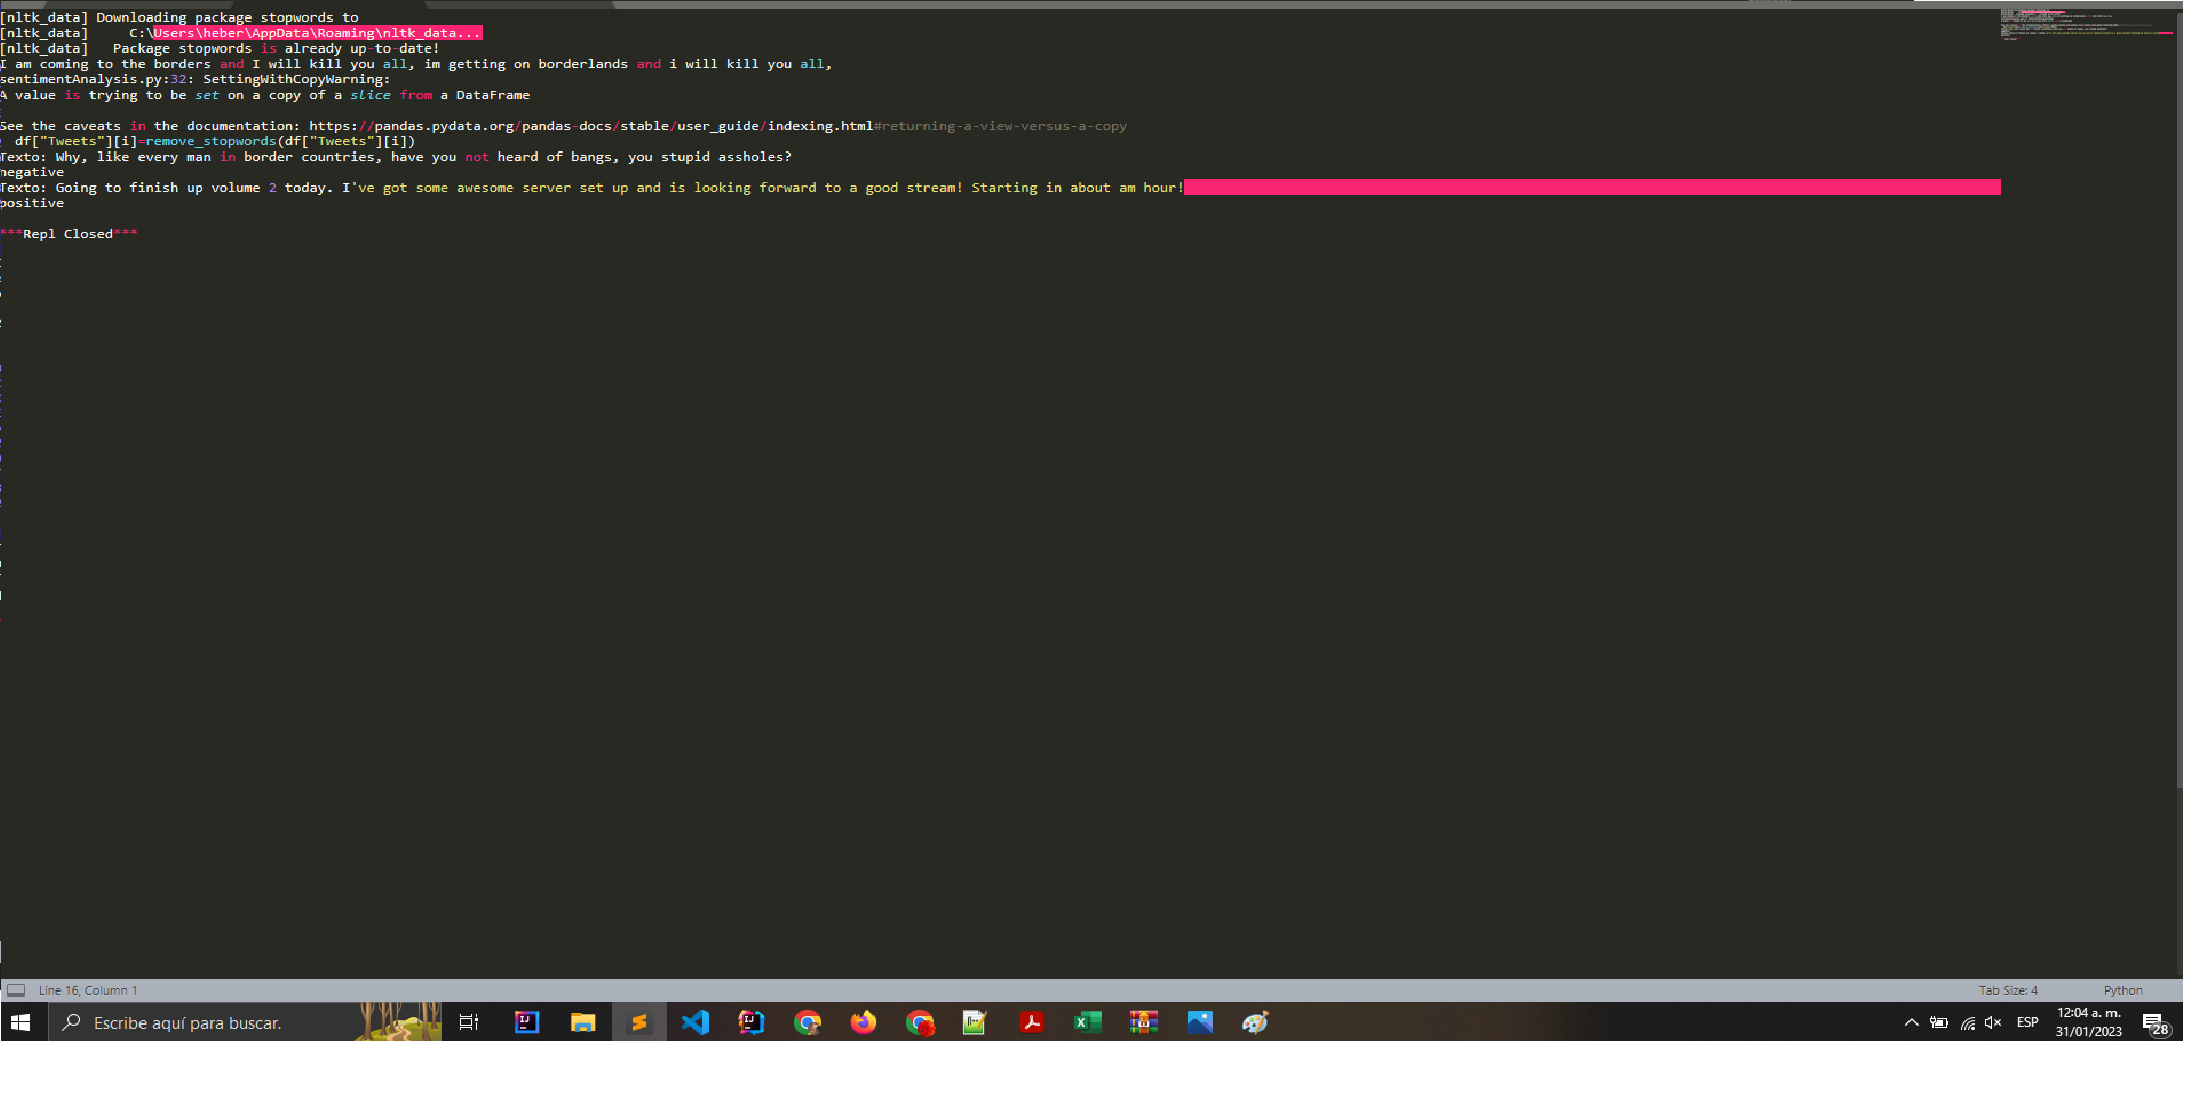 [nltk_data] Downloading package stopwords to
[nltk_data]     C:\Users\heber\AppData\Roaming\nltk_data...
[nltk_data]   Package stopwords is already up-to-date!
I am coming to the borders and I will kill you all, im getting on borderlands and i will kill you all,
sentimentAnalysis.py:32: SettingWithCopyWarning:
A value is trying to be set on a copy of a slice from a DataFrame
See the caveats in the documentation: https://pandas.pydata.org/pandas-docs/stable/user_guide/indexing.html#returning-a-view-versus-a-copy
  df["Tweets"][i]=remove_stopwords(df["Tweets"][i])
Texto: Why, like every man in border countries, have you not heard of bangs, you stupid assholes?
negative
Texto: Going to finish up volume 2 today. I've got some awesome server set up and is looking forward to a good stream! Starting in about am hour!
positive
***Repl Closed***
Line 16, Column 1
Tab Size: 4
Python
Escribe aquí para buscar.
ESP
12:04 a. m.
31/01/2023
28